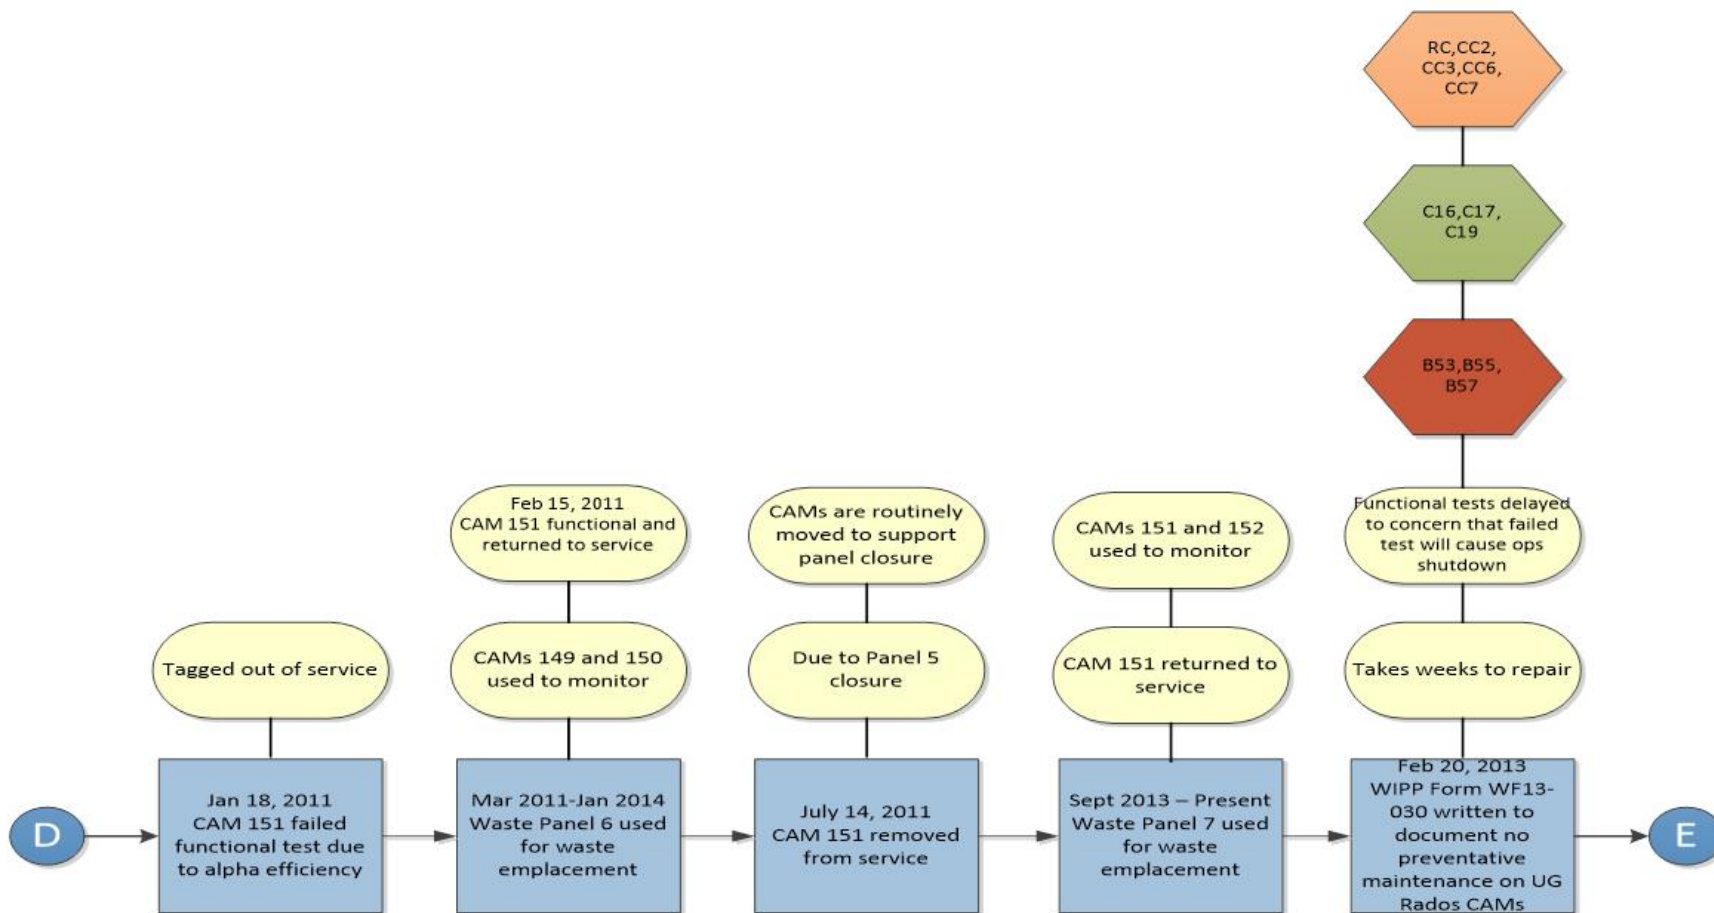 RC,CC2,
CC3,CC6,
CC7
C16,C17,
C19
B53,B55,
B57
Feb 15, 2011
CAM 151 functional and
returned to service
CAMs are routinely
moved to support
panel closure
CAMs 151 and 152
used to monitor
Functional tests delayed
to concern that failed
test will cause ops
shutdown
Tagged out of service
CAMs 149 and 150
used to monitor
Due to Panel 5
closure
CAM 151 returned to
service
Takes weeks to repair
D
Jan 18, 2011
CAM 151 failed
functional test due
to alpha efficiency
Mar 2011-Jan 2014
Waste Panel 6 used
for waste
emplacement
July 14, 2011
CAM 151 removed
from service
Sept 2013 – Present
Waste Panel 7 used
for waste
emplacement
Feb 20, 2013
WIPP Form WF13-
030 written to
document no
preventative
maintenance on UG
Rados CAMs
E